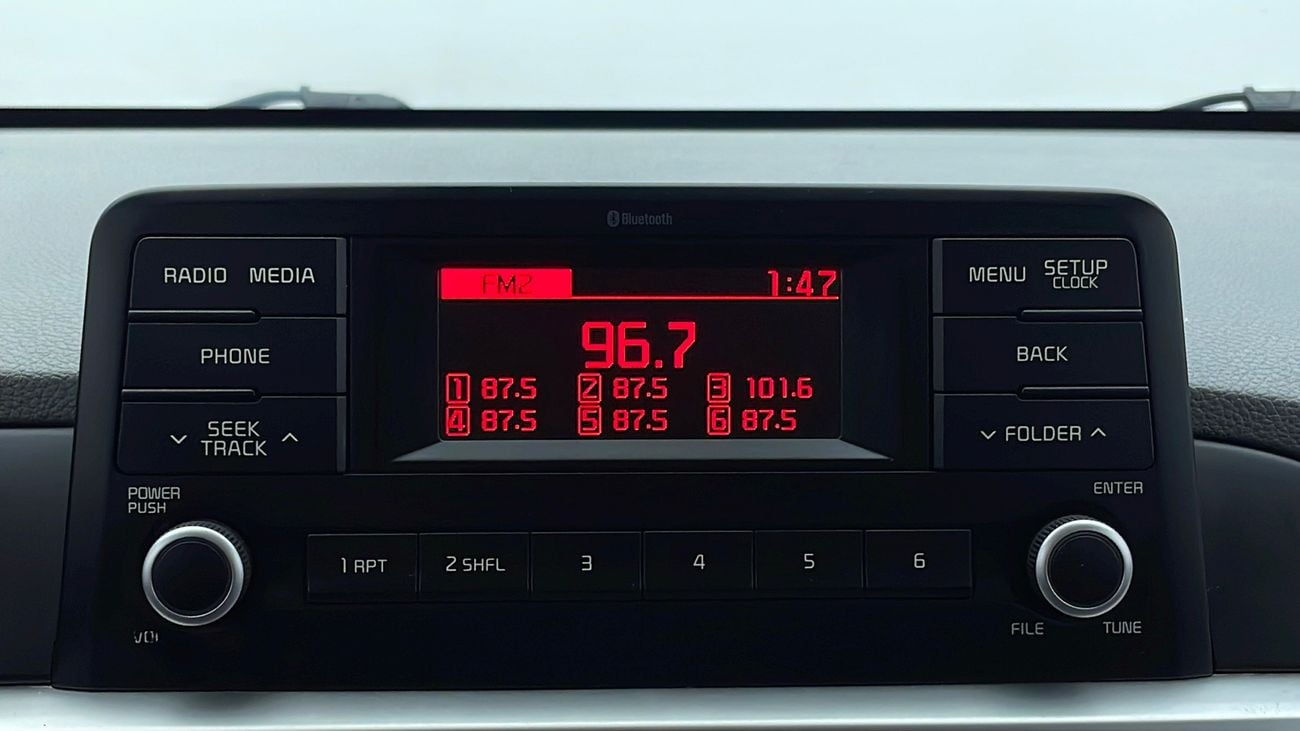 Bluetooth
RADIO MEDIA
PHONE
SEEK
TRACK
POWER
PUSH
VOL
FM2 1:47
96.7
1 87.5 2 87.5 3 101.6
4 87.5 5 87.5 6 87.5
MENU SETUP
CLOCK
BACK
FOLDER
ENTER
1 RPT 2 SHFL 3 4 5 6
FILE TUNE